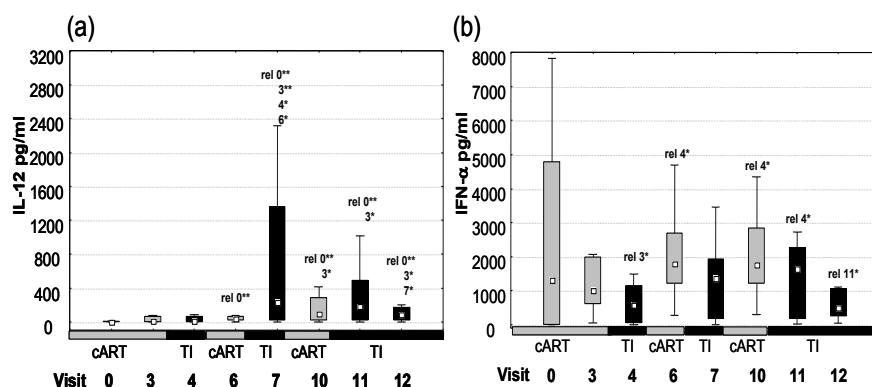 (a)
IL-12 pg/ml
3200
2800
2400
2000
1600
1200
800
400
0
rel 0**
3**
4*
6*
rel 0**
rel 0**
3*
rel 0**
3*
rel 0**
3*
7*
cART TI cART TI cART TI
Visit 0 3 4 6 7 10 11 12
(b)
IFN-α pg/ml
8000
7000
6000
5000
4000
3000
2000
1000
0
rel 3*
rel 4*
rel 4*
rel 4*
rel 11*
cART TI cART TI cART TI
Visit 0 3 4 6 7 10 11 12